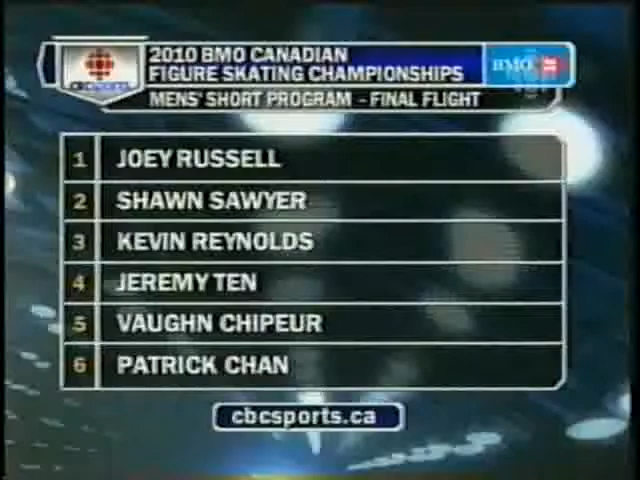 2010 BMO CANADIAN
FIGURE SKATING CHAMPIONSHIPS
BMO
CBCSPORTS
MENS' SHORT PROGRAM - FINAL FLIGHT
1 JOEY RUSSELL
2 SHAWN SAWYER
3 KEVIN REYNOLDS
4 JEREMY TEN
5 VAUGHN CHIPEUR
6 PATRICK CHAN
cbcsports.ca